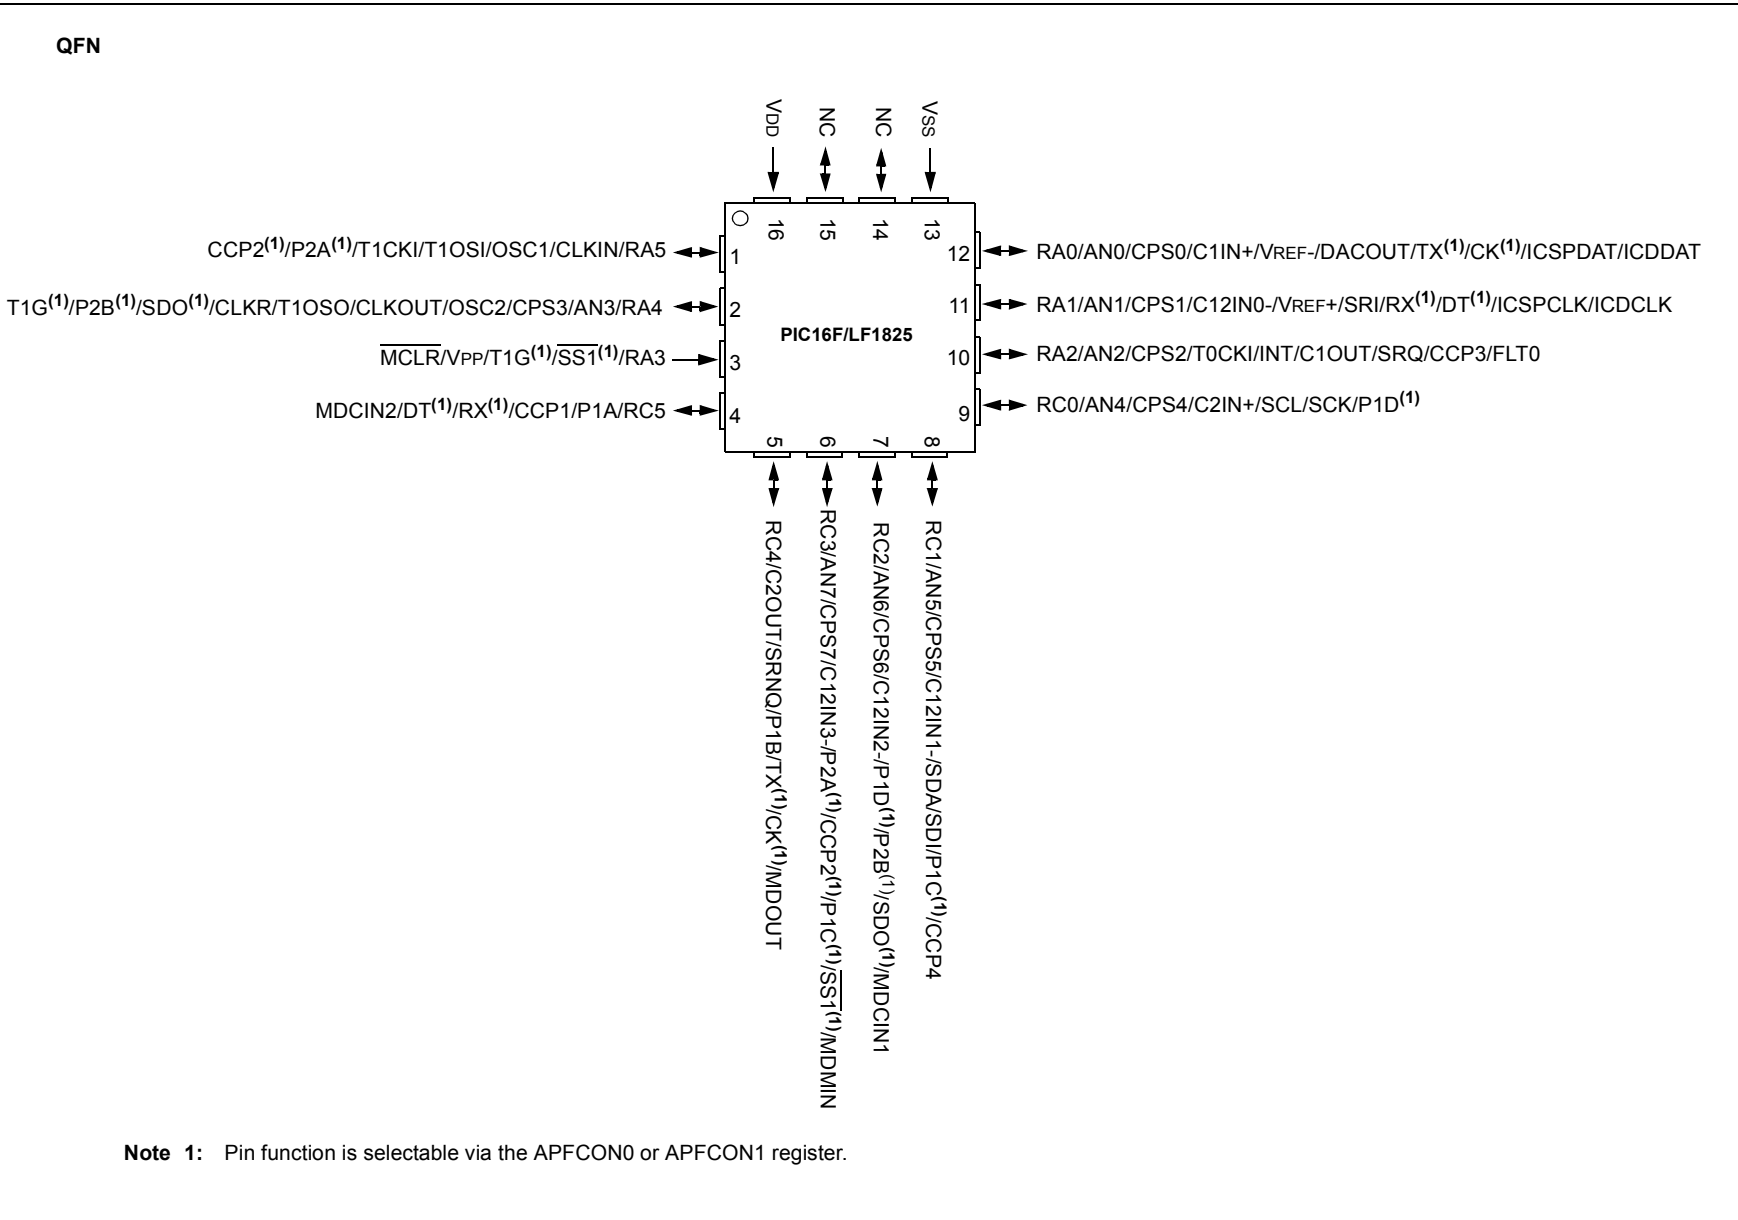 QFN
VDD
NC
NC
VSS
16
15
14
13
CCP2(1)/P2A(1)/T1CKI/T1OSI/OSC1/CLKIN/RA5
1
12
RA0/AN0/CPS0/C1IN+/VREF-/DACOUT/TX(1)/CK(1)/ICSPDAT/ICDDAT
T1G(1)/P2B(1)/SDO(1)/CLKR/T1OSO/CLKOUT/OSC2/CPS3/AN3/RA4
2
11
RA1/AN1/CPS1/C12IN0-/VREF+/SRI/RX(1)/DT(1)/ICSPCLK/ICDCLK
PIC16F/LF1825
MCLR/VPP/T1G(1)/SS1(1)/RA3
3
10
RA2/AN2/CPS2/T0CKI/INT/C1OUT/SRQ/CCP3/FLT0
MDCIN2/DT(1)/RX(1)/CCP1/P1A/RC5
4
9
RC0/AN4/CPS4/C2IN+/SCL/SCK/P1D(1)
5
6
7
8
RC4/C2OUT/SRNQ/P1B/TX(1)/CK(1)/MDOUT
RC3/AN7/CPS7/C12IN3-/P2A(1)/CCP2(1)/P1C(1)/SS1(1)/MDMIN
RC2/AN6/CPS6/C12IN2-/P1D(1)/P2B(1)/SDO(1)/MDCIN1
RC1/AN5/CPS5/C12IN1-/SDA/SDI/P1C(1)/CCP4
Note 1: Pin function is selectable via the APFCON0 or APFCON1 register.